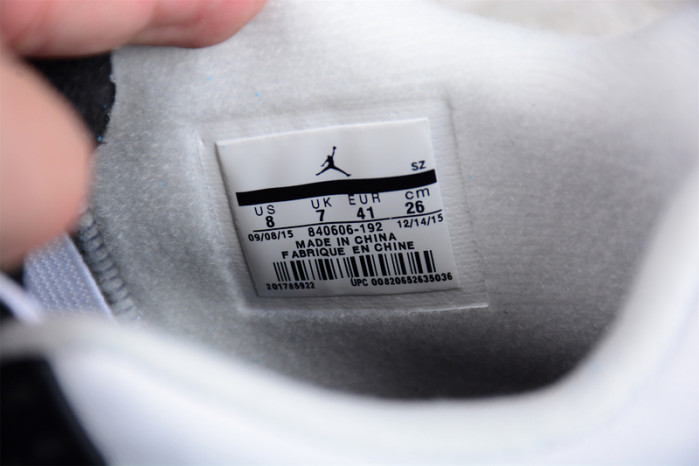 SZ
US UK EUR cm
8 7 41 26
09/08/15 840606-192 12/14/15
MADE IN CHINA
FABRIQUE EN CHINE
201785922 UPC 00820652635036